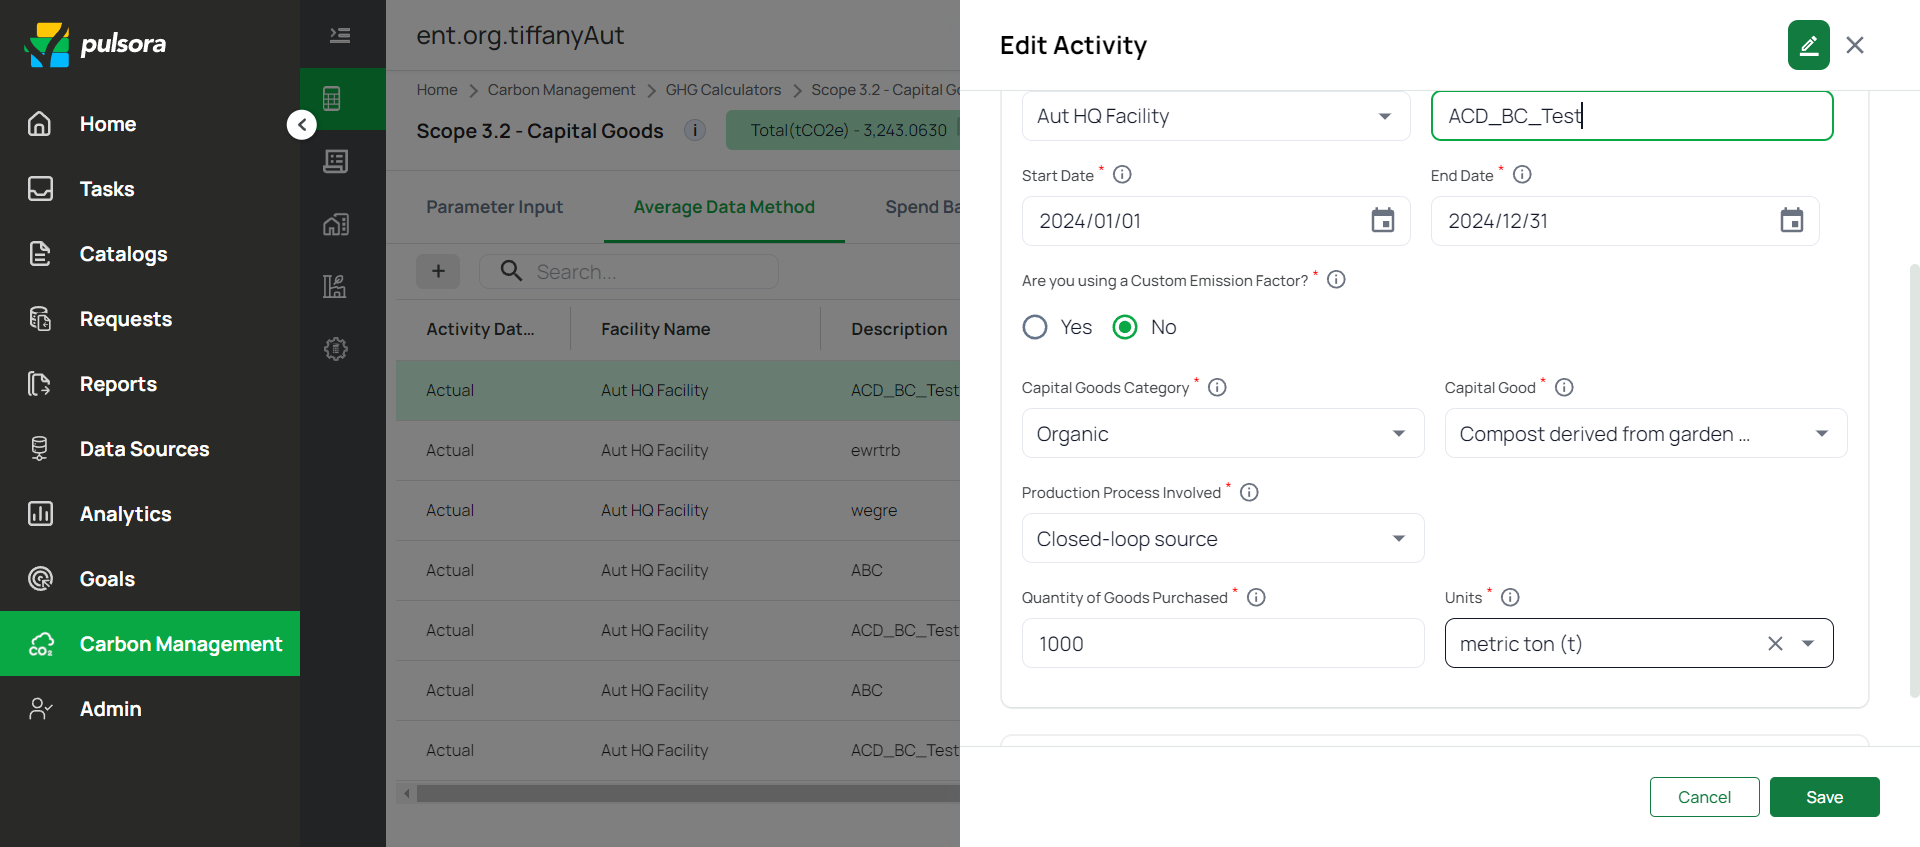 pulsora
Home
Tasks
Catalogs
Requests
Reports
Data Sources
Analytics
Goals
Carbon Management
Admin
ent.org.tiffanyAut
Home > Carbon Management > GHG Calculators > Scope 3.2 - Capital Go
Scope 3.2 - Capital Goods
Total(tCO2e) - 3,243.0630
Parameter Input
Average Data Method
Spend Ba
Search...
Activity Dat...
Facility Name
Description
Actual Aut HQ Facility ACD_BC_Test
Actual Aut HQ Facility ewrtrb
Actual Aut HQ Facility wegre
Actual Aut HQ Facility ABC
Actual Aut HQ Facility ACD_BC_Test
Actual Aut HQ Facility ABC
Actual Aut HQ Facility ACD_BC_Test
Edit Activity
Aut HQ Facility
ACD_BC_Test
Start Date *
End Date *
2024/01/01
2024/12/31
Are you using a Custom Emission Factor? *
Yes
No
Capital Goods Category *
Capital Good *
Organic
Compost derived from garden ...
Production Process Involved *
Closed-loop source
Quantity of Goods Purchased *
Units *
1000
metric ton (t)
Cancel
Save